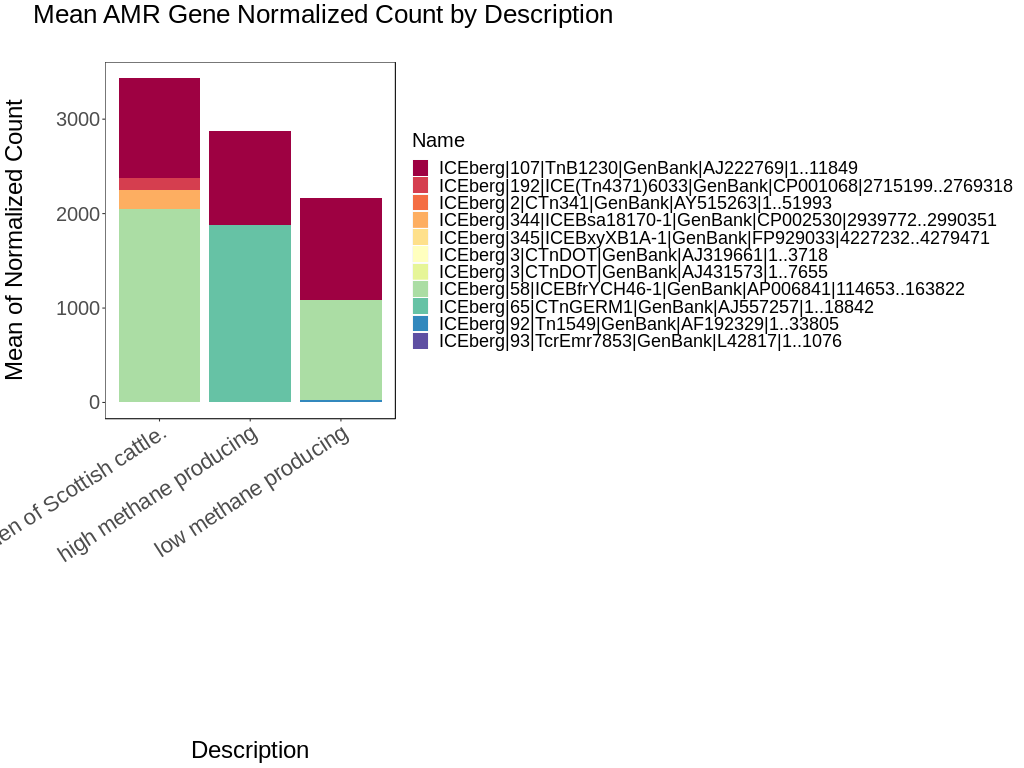 Mean AMR Gene Normalized Count by Description
Mean of Normalized Count
3000
2000
1000
0
of Scottish cattle.
high methane producing
low methane producing
Description
Name
ICEberg|107|TnB1230|GenBank|AJ222769|1..11849
ICEberg|192|ICE(Tn4371)6033|GenBank|CP001068|2715199..2769318
ICEberg|2|CTn341|GenBank|AY515263|1..51993
ICEberg|344|ICEBsa18170-1|GenBank|CP002530|2939772..2990351
ICEberg|345|ICEBxyXB1A-1|GenBank|FP929033|4227232..4279471
ICEberg|3|CTnDOT|GenBank|AJ319661|1..3718
ICEberg|3|CTnDOT|GenBank|AJ431573|1..7655
ICEberg|58|ICEBfrYCH46-1|GenBank|AP006841|114653..163822
ICEberg|65|CTnGERM1|GenBank|AJ557257|1..18842
ICEberg|92|Tn1549|GenBank|AF192329|1..33805
ICEberg|93|TcrEmr7853|GenBank|L42817|1..1076